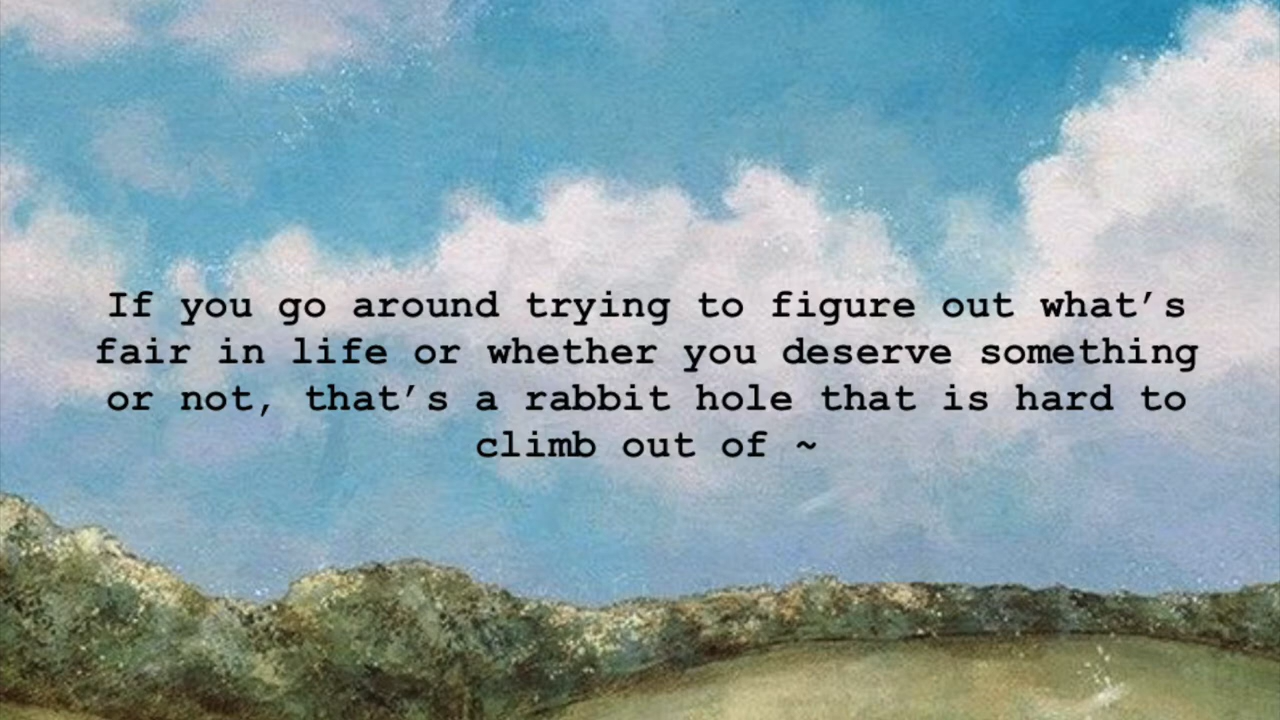 If you go around trying to figure out what’s
fair in life or whether you deserve something
or not, that’s a rabbit hole that is hard to
climb out of ~